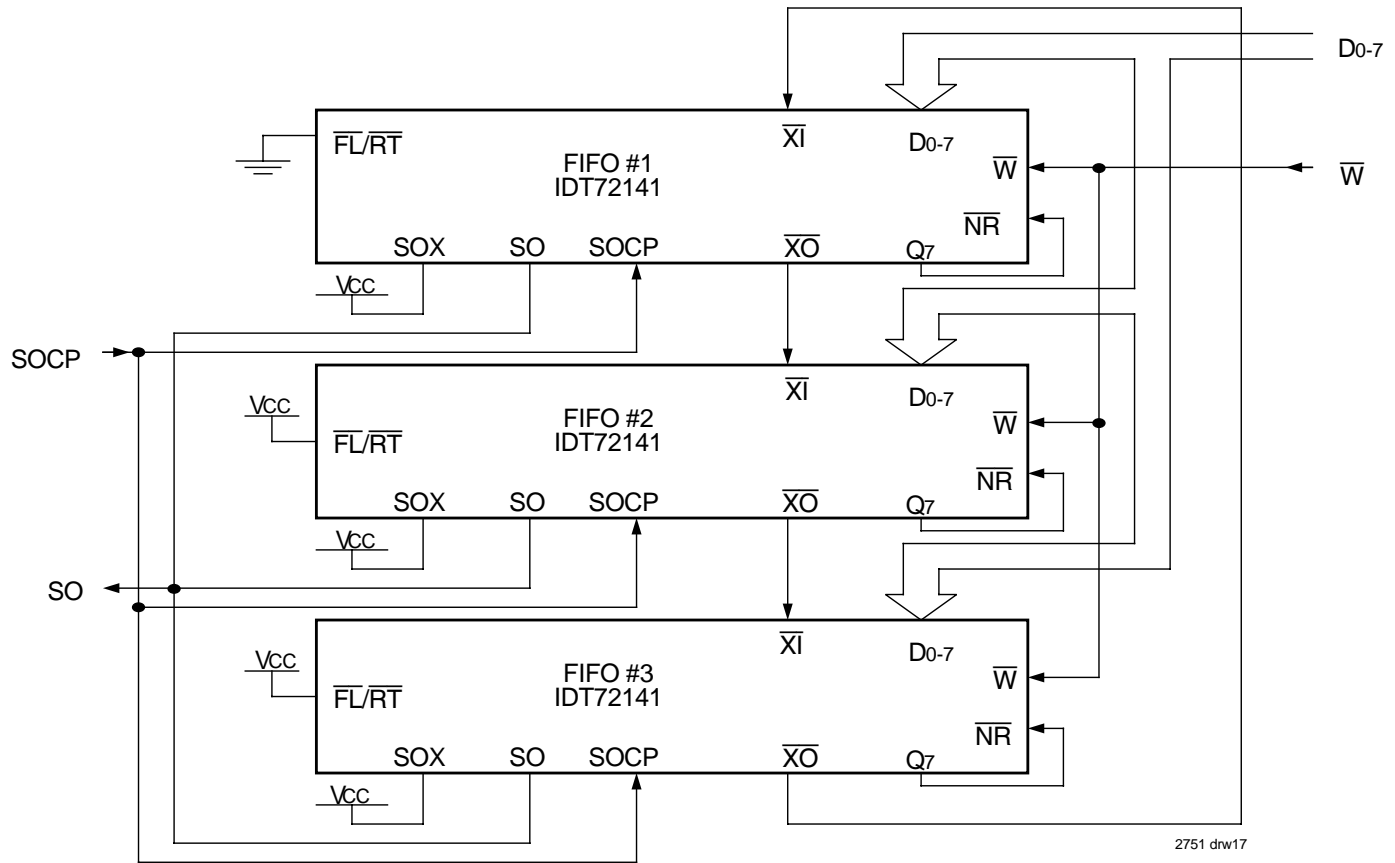 D0-7
FL/RT
XI
D0-7
FIFO #1
IDT72141
W
W
NR
SOX
SO
SOCP
XO
Q7
VCC
SOCP
XI
D0-7
VCC
FIFO #2
IDT72141
FL/RT
W
NR
SOX
SO
SOCP
XO
Q7
VCC
SO
XI
D0-7
VCC
FIFO #3
IDT72141
FL/RT
W
NR
SOX
SO
SOCP
XO
Q7
VCC
2751 drw17